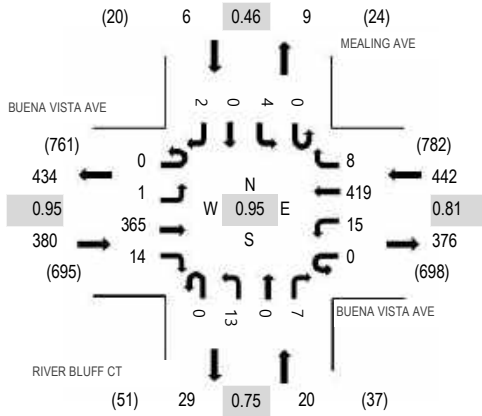 (20) 6 0.46 9 (24)
MEALING AVE
2 0 4 0
BUENA VISTA AVE
(761) (782)
0 8
434 442
N
1 419
0.95 W 0.95 E 0.81
365 15
380 376
S
14 0
(695) (698)
0 13 0 7
BUENA VISTA AVE
RIVER BLUFF CT
(51) 29 0.75 20 (37)